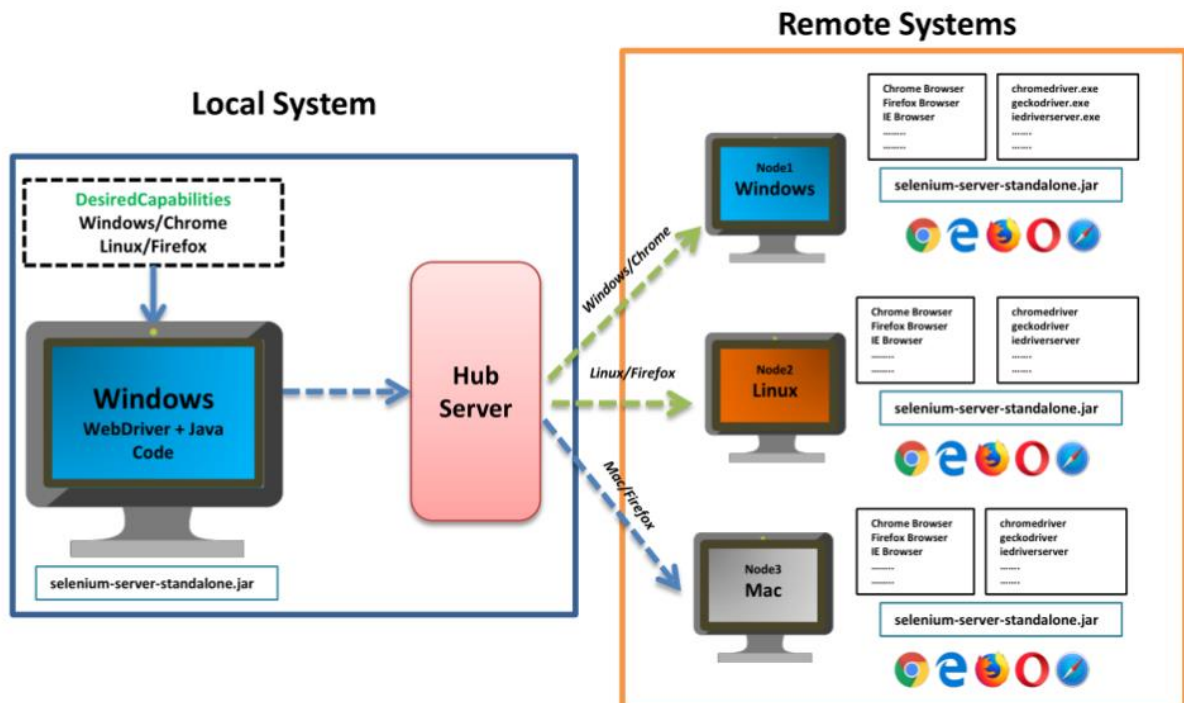 Remote Systems
Local System
DesiredCapabilities
Windows/Chrome
Linux/Firefox
Windows
WebDriver + Java
Code
selenium-server-standalone.jar
Hub
Server
Windows/Chrome
Linux/Firefox
Mac/Firefox
Node1
Windows
Chrome Browser
Firefox Browser
IE Browser
........
........
chromedriver.exe
geckodriver.exe
iedriverserver.exe
.......
.......
selenium-server-standalone.jar
Node2
Linux
Chrome Browser
Firefox Browser
IE Browser
........
........
chromedriver
geckodriver
iedriverserver
.......
.......
selenium-server-standalone.jar
Node3
Mac
Chrome Browser
Firefox Browser
IE Browser
........
........
chromedriver
geckodriver
iedriverserver
.......
.......
selenium-server-standalone.jar